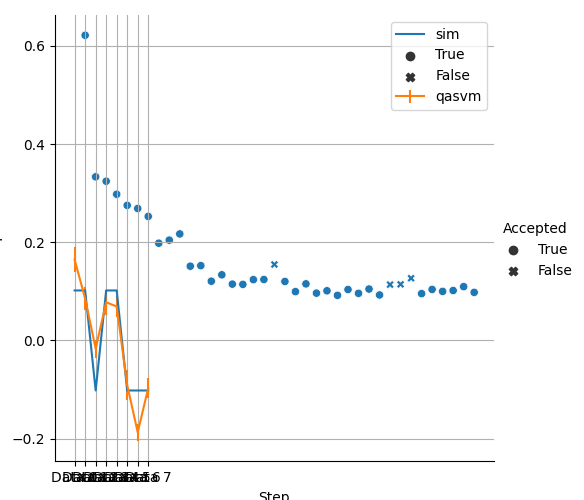 0.6
0.4
0.2
0.0
−0.2
sim
True
False
qasvm
Accepted
True
False
7
Step